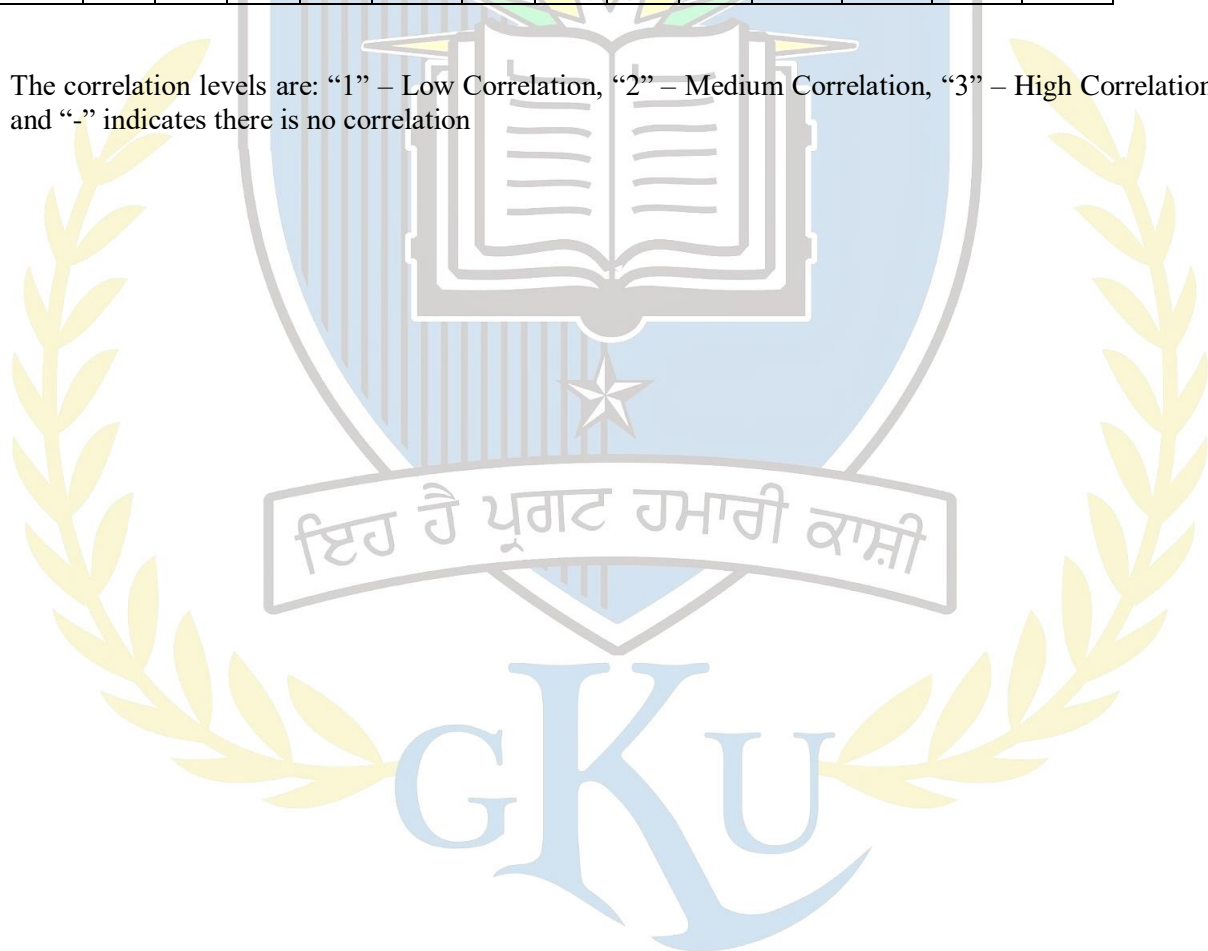 The correlation levels are: “1” – Low Correlation, “2” – Medium Correlation, “3” – High Correlation
and “-” indicates there is no correlation
ਇਹ ਹੈ ਪ੍ਰਗਟ ਹਮਾਰੀ ਕਾਸ਼ੀ
GKU